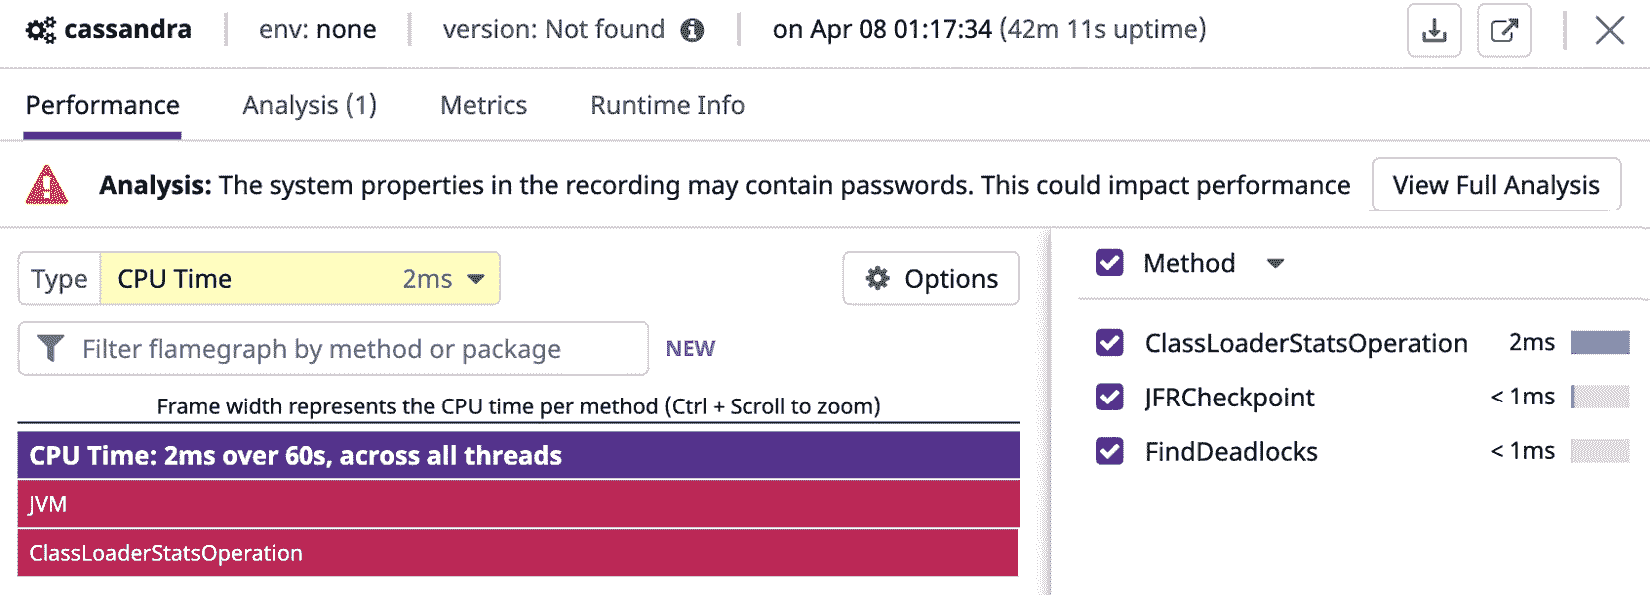 cassandra env: none version: Not found on Apr 08 01:17:34 (42m 11s uptime)
Performance Analysis (1) Metrics Runtime Info
Analysis: The system properties in the recording may contain passwords. This could impact performance View Full Analysis
Type CPU Time 2ms Options
Filter flamegraph by method or package NEW
Frame width represents the CPU time per method (Ctrl + Scroll to zoom)
CPU Time: 2ms over 60s, across all threads
JVM
ClassLoaderStatsOperation
Method
ClassLoaderStatsOperation 2ms
JFRCheckpoint < 1ms
FindDeadlocks < 1ms